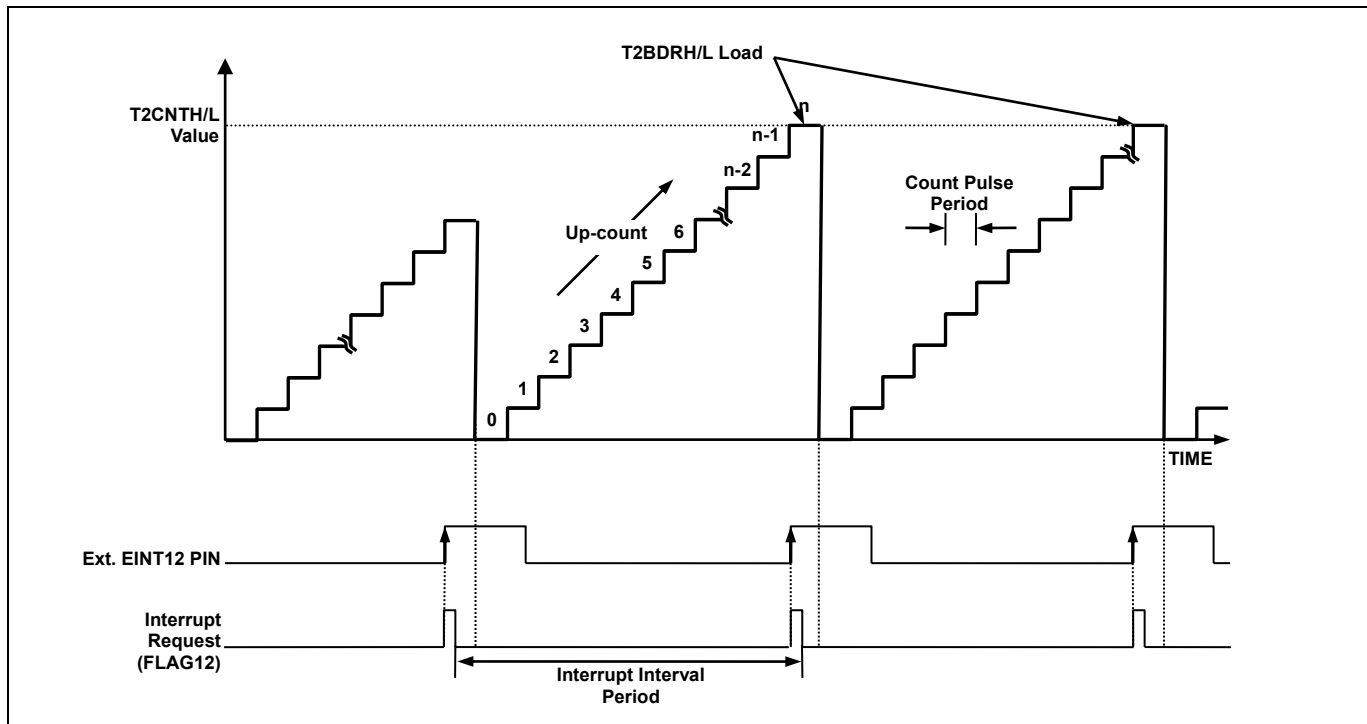 T2BDRH/L Load
T2CNTH/L
Value
n
n-1
n-2
Count Pulse
Period
Up-count
6
5
4
3
2
1
0
TIME
Ext. EINT12 PIN
Interrupt
Request
(FLAG12)
Interrupt Interval
Period